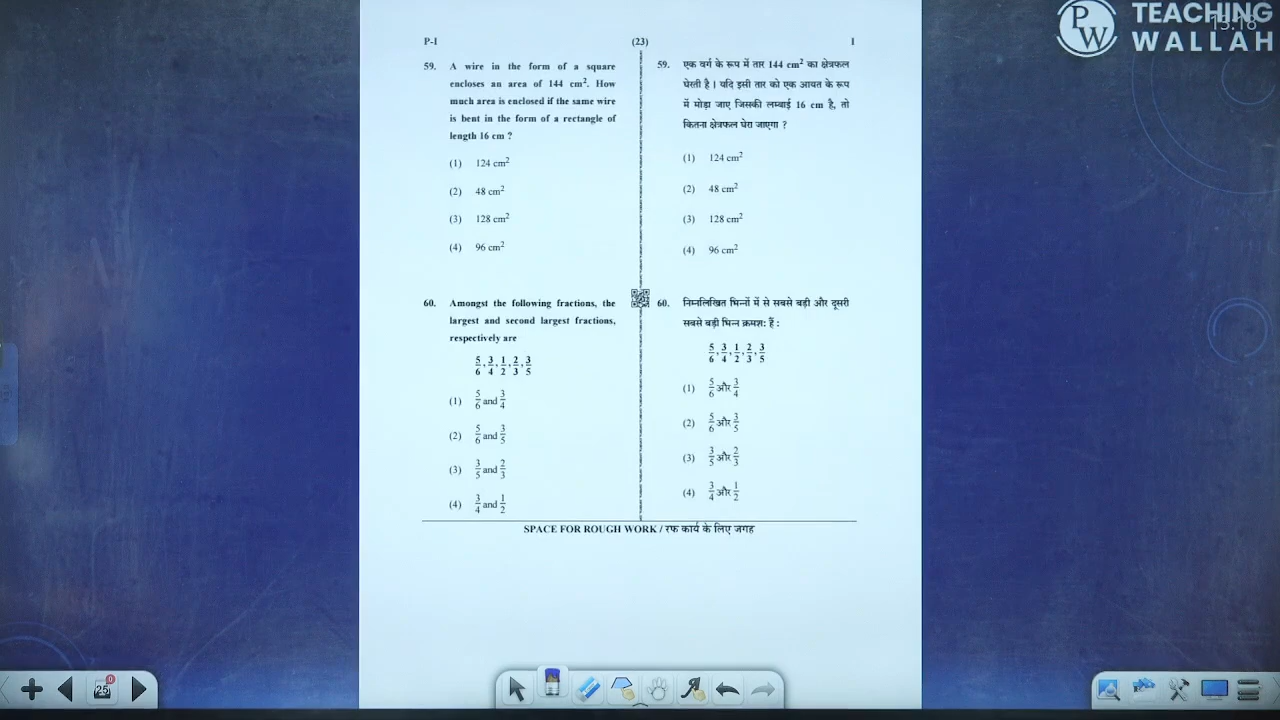 PW TEACHING
WALLAH
P-I (23) I
59. A wire in the form of a square
encloses an area of 144 cm². How
much area is enclosed if the same wire
is bent in the form of a rectangle of
length 16 cm ?
(1) 124 cm²
(2) 48 cm²
(3) 128 cm²
(4) 96 cm²
60. Amongst the following fractions, the
largest and second largest fractions,
respectively are
5/6, 3/4, 1/2, 2/3, 3/5
(1) 5/6 and 3/4
(2) 5/6 and 3/5
(3) 3/5 and 2/3
(4) 3/4 and 1/2
59. एक वर्ग के रूप में तार 144 cm² का क्षेत्रफल
घेरती है । यदि इसी तार को एक आयत के रूप
में मोड़ा जाए जिसकी लम्बाई 16 cm है, तो
कितना क्षेत्रफल घेरा जाएगा ?
(1) 124 cm²
(2) 48 cm²
(3) 128 cm²
(4) 96 cm²
60. निम्नलिखित भिन्नों में से सबसे बड़ी और दूसरी
सबसे बड़ी भिन्न क्रमश: हैं :
5/6, 3/4, 1/2, 2/3, 3/5
(1) 5/6 और 3/4
(2) 5/6 और 3/5
(3) 3/5 और 2/3
(4) 3/4 और 1/2
SPACE FOR ROUGH WORK / रफ कार्य के लिए जगह
25
0